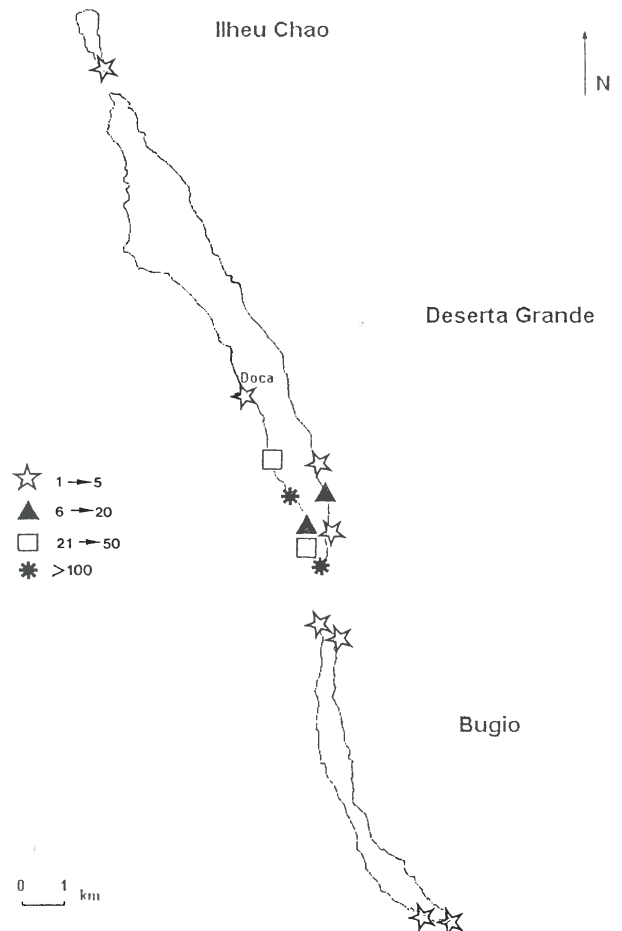 Ilheu Chao
N
Deserta Grande
Doca
1 → 5
6 → 20
21 → 50
>100
Bugio
0 1 km